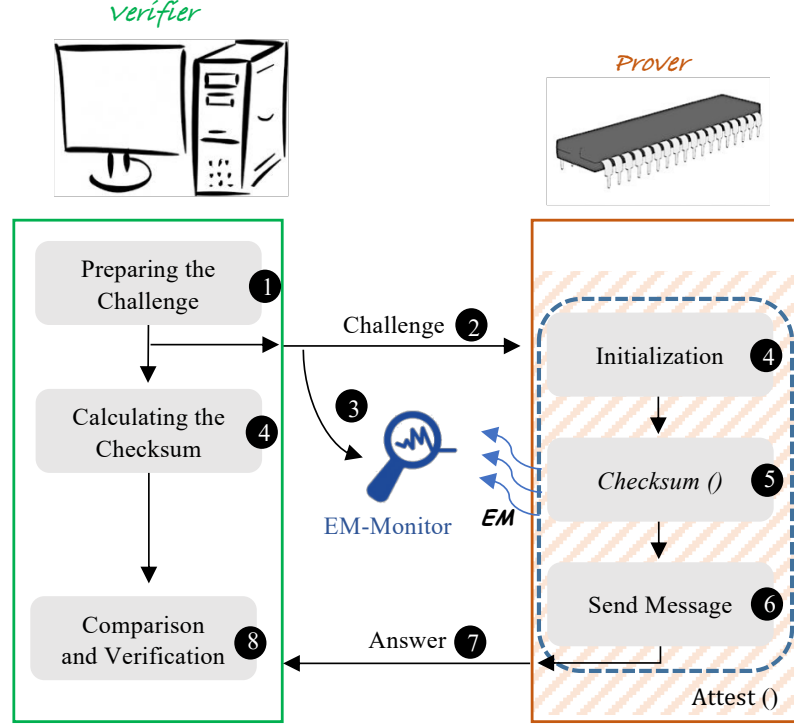 Verifier
Prover
Preparing the
Challenge
1
Challenge 2
Initialization 4
3
Calculating the
Checksum
4
Checksum () 5
EM-Monitor
EM
Send Message 6
Comparison
and Verification
8
Answer 7
Attest ()